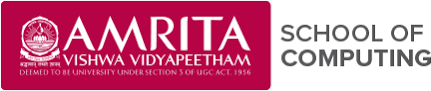 AMRITA
VISHWA VIDYAPEETHAM
DEEMED TO BE UNIVERSITY UNDER SECTION 3 OF UGC ACT, 1956
SCHOOL OF
COMPUTING